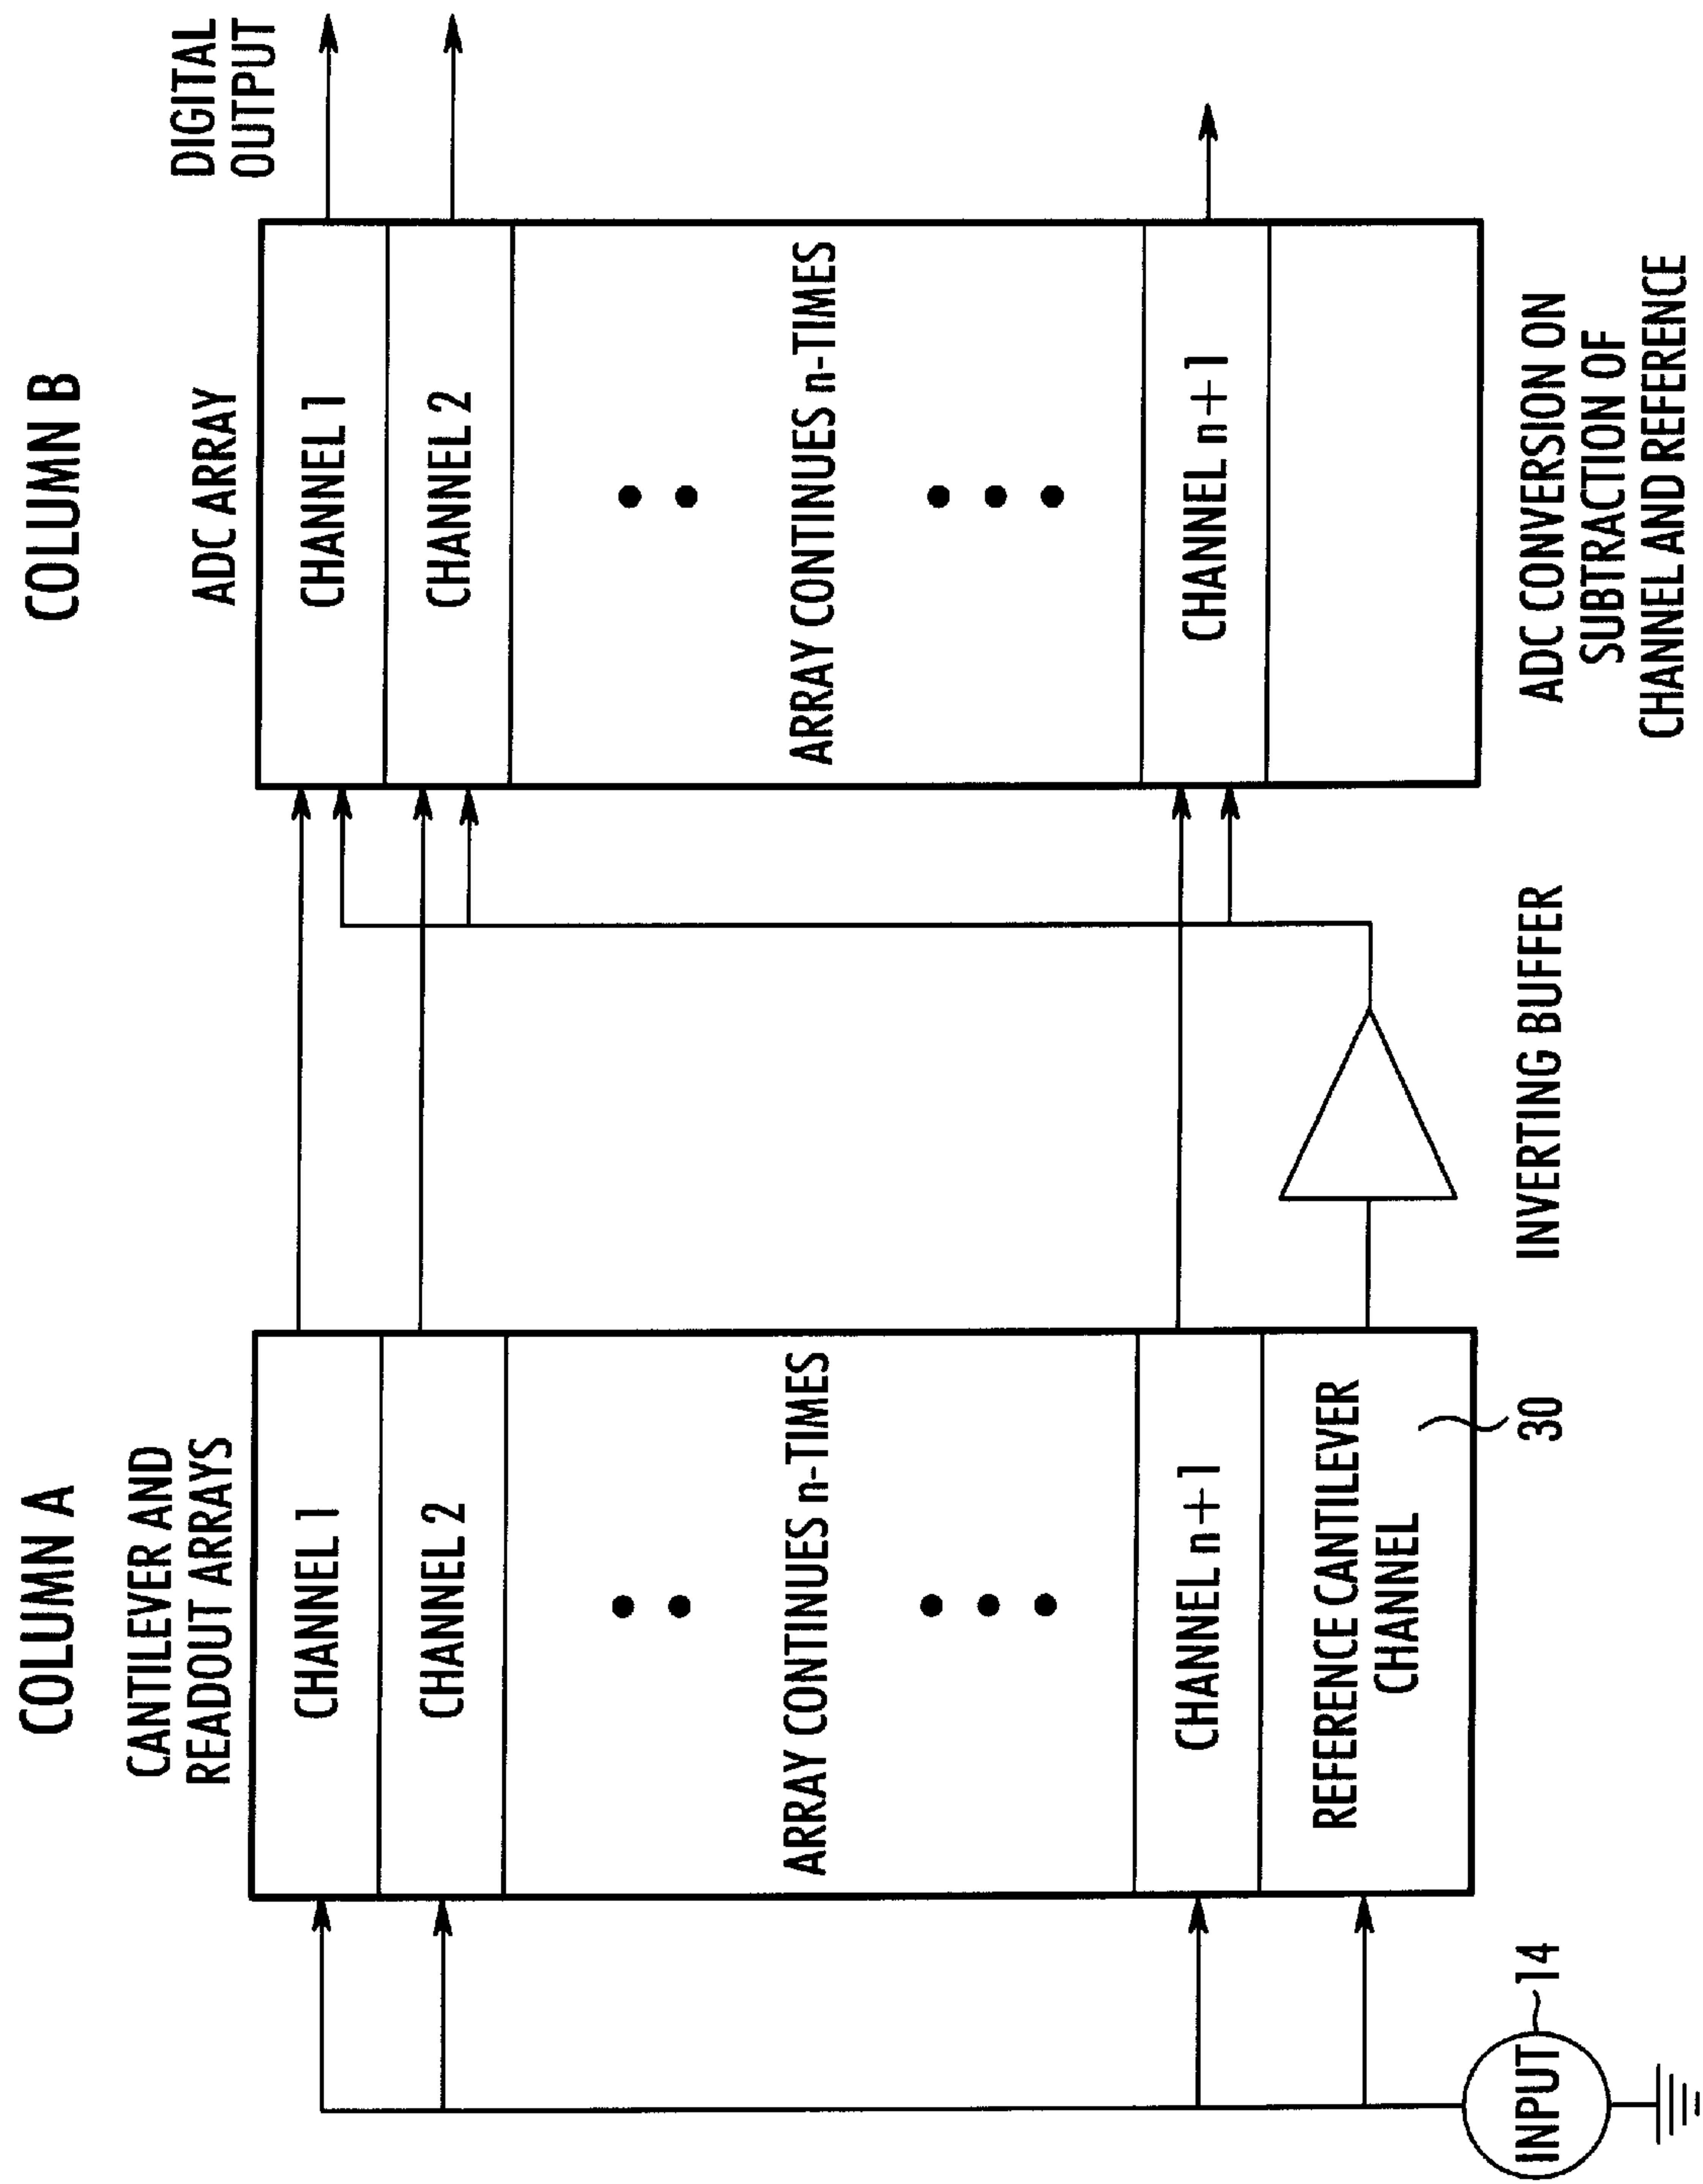 COLUMN A
CANTILEVER AND
READOUT ARRAYS
CHANNEL 1
CHANNEL 2
ARRAY CONTINUES n-TIMES
CHANNEL n+1
REFERENCE CANTILEVER
CHANNEL
30
INPUT
14
INVERTING BUFFER
COLUMN B
ADC ARRAY
CHANNEL 1
CHANNEL 2
ARRAY CONTINUES n-TIMES
CHANNEL n+1
ADC CONVERSION ON
SUBTRACTION OF
CHANNEL AND REFERENCE
DIGITAL
OUTPUT